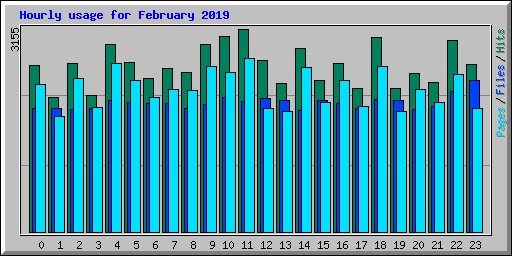 Hourly usage for February 2019
3155
Pages / Files / Hits
0 1 2 3 4 5 6 7 8 9 10 11 12 13 14 15 16 17 18 19 20 21 22 23